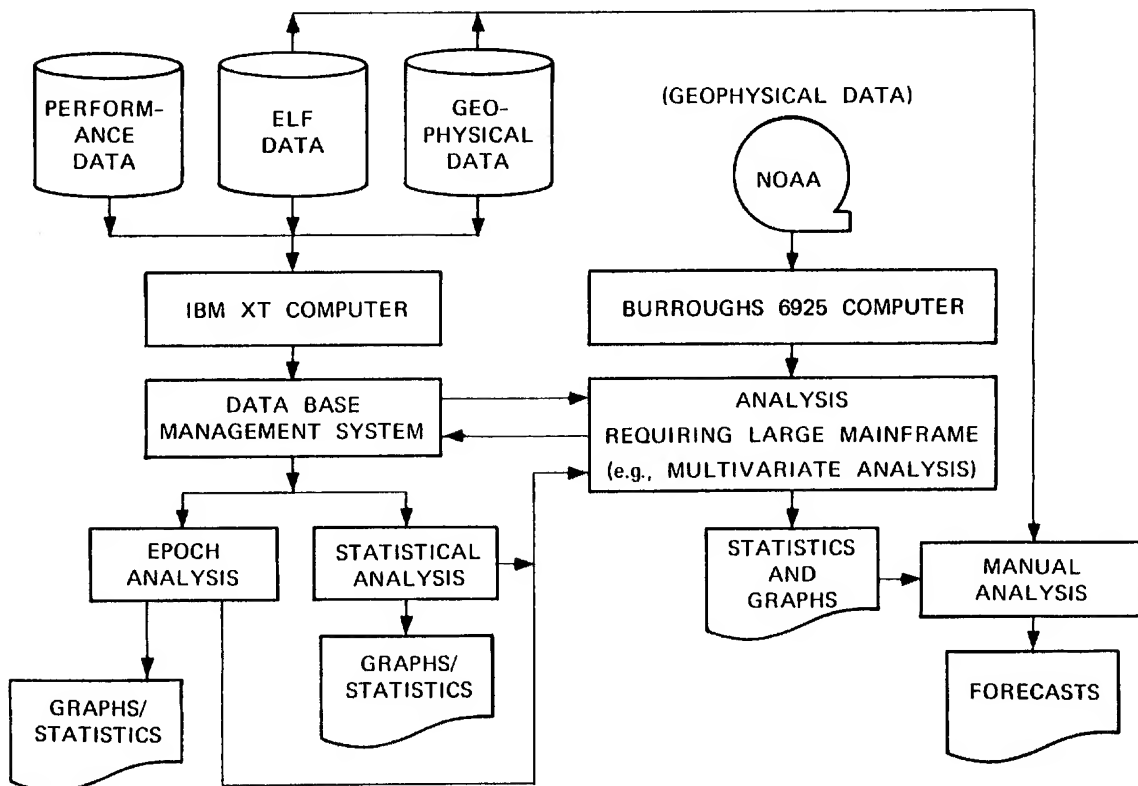 PERFORM-
ANCE
DATA
ELF
DATA
GEO-
PHYSICAL
DATA
(GEOPHYSICAL DATA)
NOAA
IBM XT COMPUTER
BURROUGHS 6925 COMPUTER
DATA BASE
MANAGEMENT SYSTEM
ANALYSIS
REQUIRING LARGE MAINFRAME
(e.g., MULTIVARIATE ANALYSIS)
EPOCH
ANALYSIS
STATISTICAL
ANALYSIS
STATISTICS
AND
GRAPHS
MANUAL
ANALYSIS
GRAPHS/
STATISTICS
GRAPHS/
STATISTICS
FORECASTS